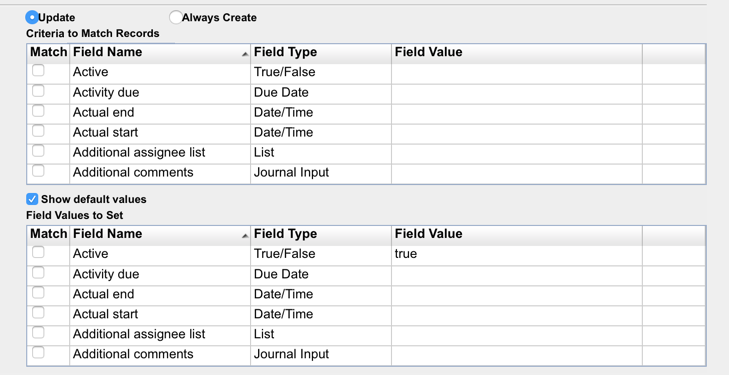 Update Always Create
Criteria to Match Records
Match Field Name Field Type Field Value
Active True/False
Activity due Due Date
Actual end Date/Time
Actual start Date/Time
Additional assignee list List
Additional comments Journal Input
Show default values
Field Values to Set
Match Field Name Field Type Field Value
Active True/False true
Activity due Due Date
Actual end Date/Time
Actual start Date/Time
Additional assignee list List
Additional comments Journal Input